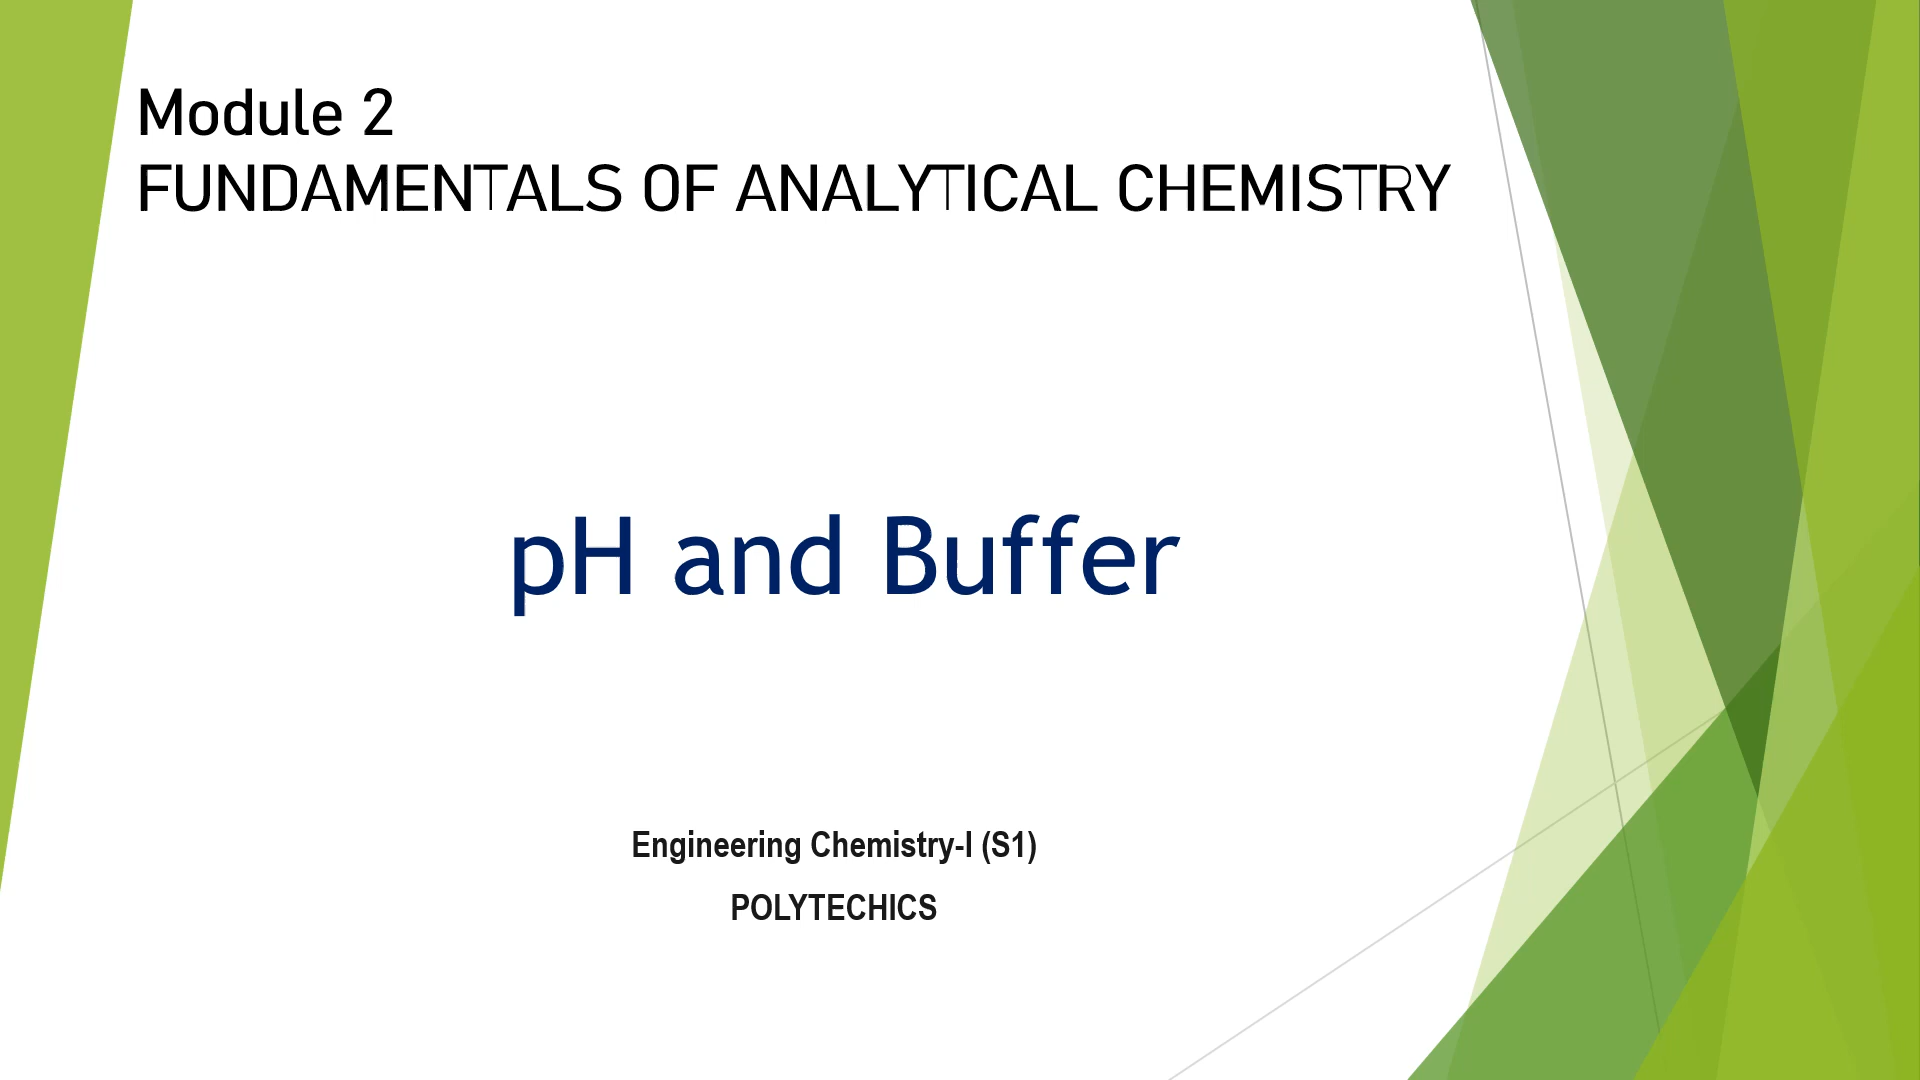 Module 2
FUNDAMENTALS OF ANALYTICAL CHEMISTRY
pH and Buffer
Engineering Chemistry-I (S1)
POLYTECHICS